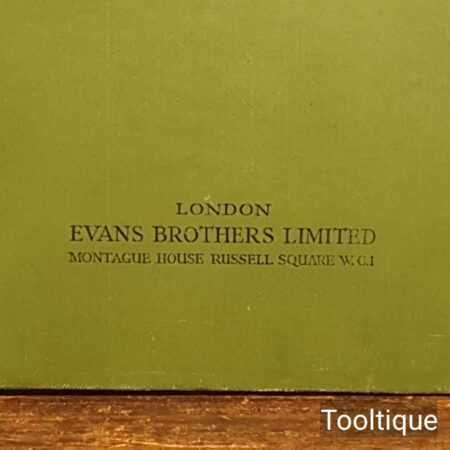 LONDON
EVANS BROTHERS LIMITED
MONTAGUE HOUSE RUSSELL SQUARE W.C.1
Tooltique